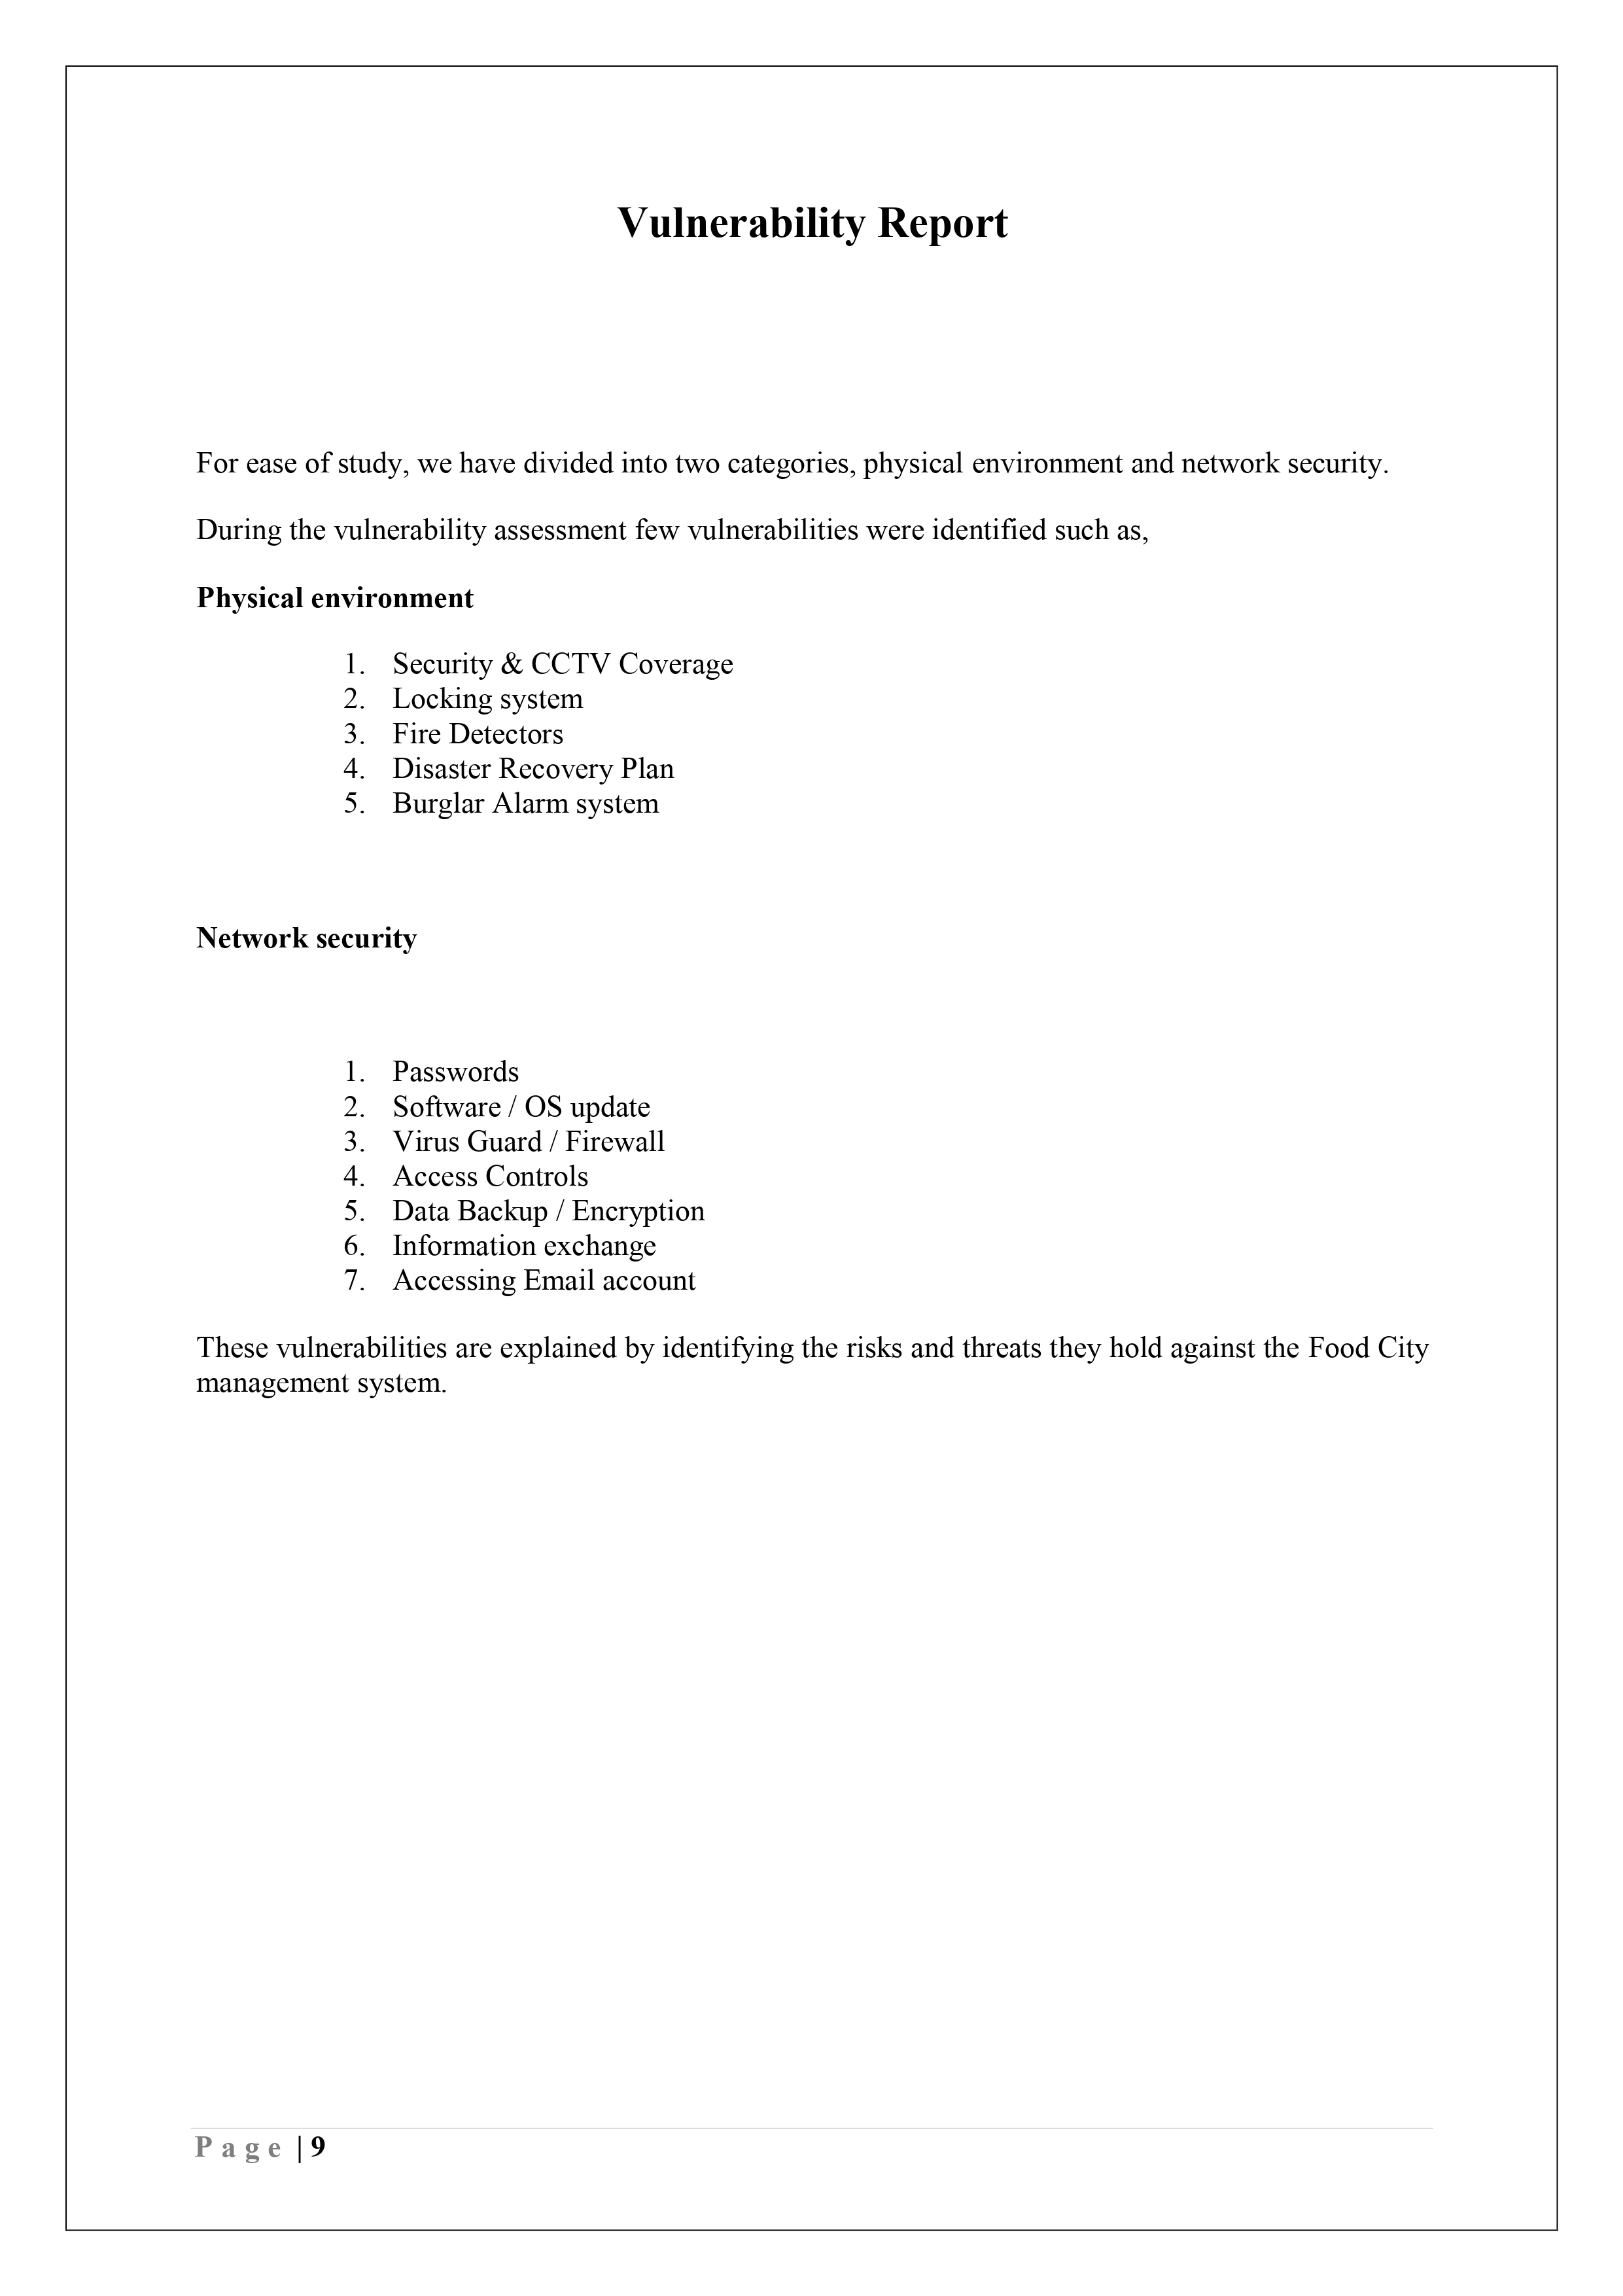 Vulnerability Report
For ease of study, we have divided into two categories, physical environment and network security.
During the vulnerability assessment few vulnerabilities were identified such as,
Physical environment
1. Security & CCTV Coverage
2. Locking system
3. Fire Detectors
4. Disaster Recovery Plan
5. Burglar Alarm system
Network security
1. Passwords
2. Software / OS update
3. Virus Guard / Firewall
4. Access Controls
5. Data Backup / Encryption
6. Information exchange
7. Accessing Email account
These vulnerabilities are explained by identifying the risks and threats they hold against the Food City
management system.
Page | 9